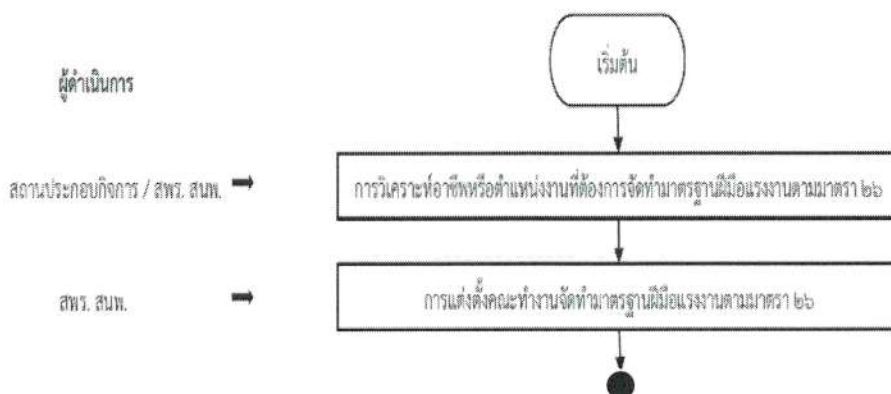 เริ่มต้น
ผู้ดำเนินการ
สถานประกอบกิจการ / สพร. สนพ.
การวิเคราะห์อาชีพหรือตำแหน่งงานที่ต้องการจัดทำมาตรฐานฝีมือแรงงานตามมาตรา ๒๖
สพร. สนพ.
การแต่งตั้งคณะทำงานจัดทำมาตรฐานฝีมือแรงงานตามมาตรา ๒๖